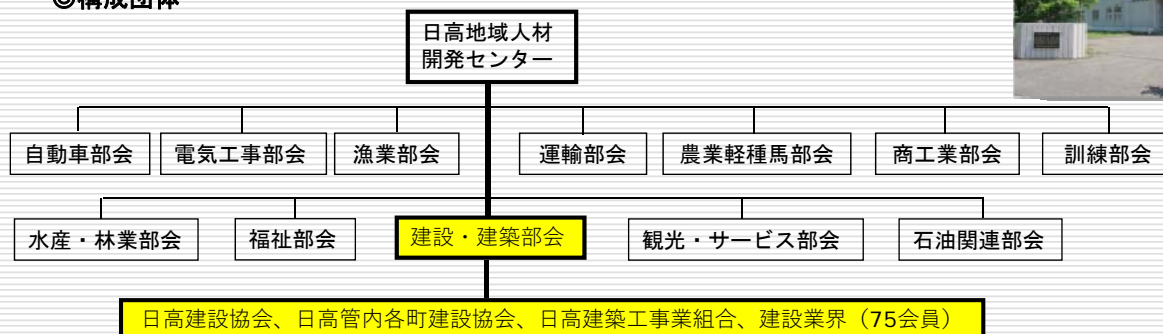 ◎構成団体
日高地域人材
開発センター
自動車部会
電気工事部会
漁業部会
運輸部会
農業軽種馬部会
商工業部会
訓練部会
水産・林業部会
福祉部会
建設・建築部会
観光・サービス部会
石油関連部会
日高建設協会、日高管内各町建設協会、日高建築工事業組合、建設業界（75会員）